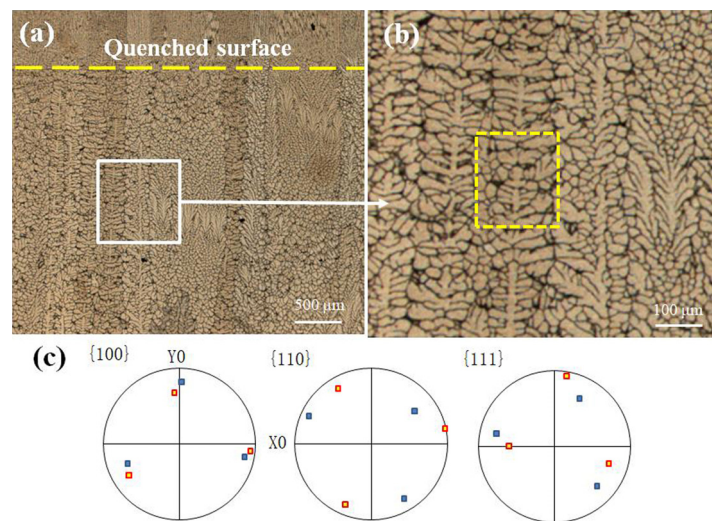 (a)
Quenched surface
500 μm
(b)
100 μm
(c)
{100}
Y0
{110}
X0
{111}